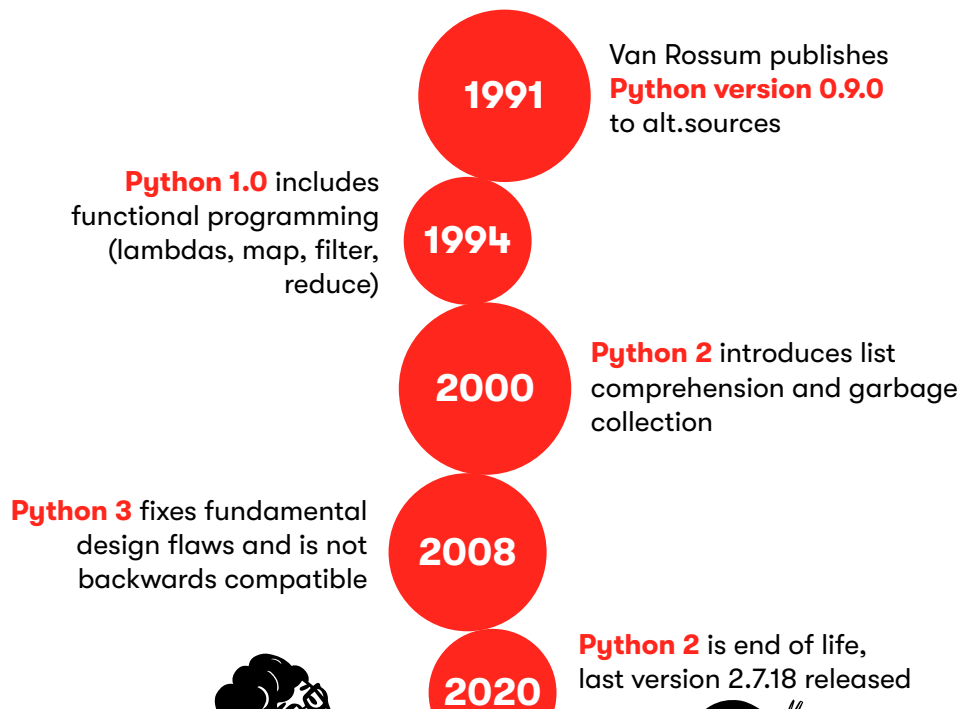 1991
Van Rossum publishes
Python version 0.9.0
to alt.sources
Python 1.0 includes
functional programming
(lambdas, map, filter,
reduce)
1994
2000
Python 2 introduces list
comprehension and garbage
collection
Python 3 fixes fundamental
design flaws and is not
backwards compatible
2008
2020
Python 2 is end of life,
last version 2.7.18 released